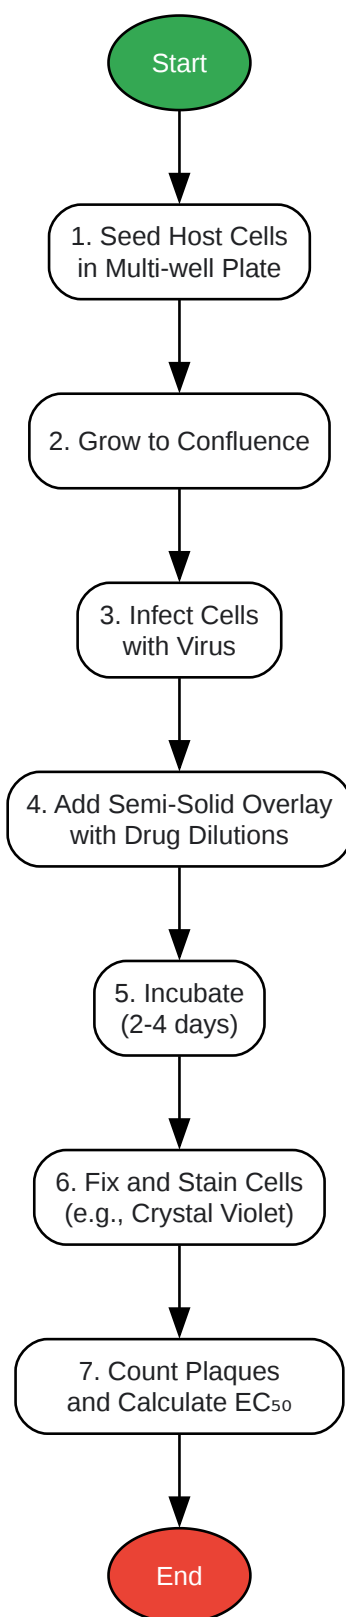 Start
1. Seed Host Cells
in Multi-well Plate
2. Grow to Confluence
3. Infect Cells
with Virus
4. Add Semi-Solid Overlay
with Drug Dilutions
5. Incubate
(2-4 days)
6. Fix and Stain Cells
(e.g., Crystal Violet)
7. Count Plaques
and Calculate EC₅₀
End